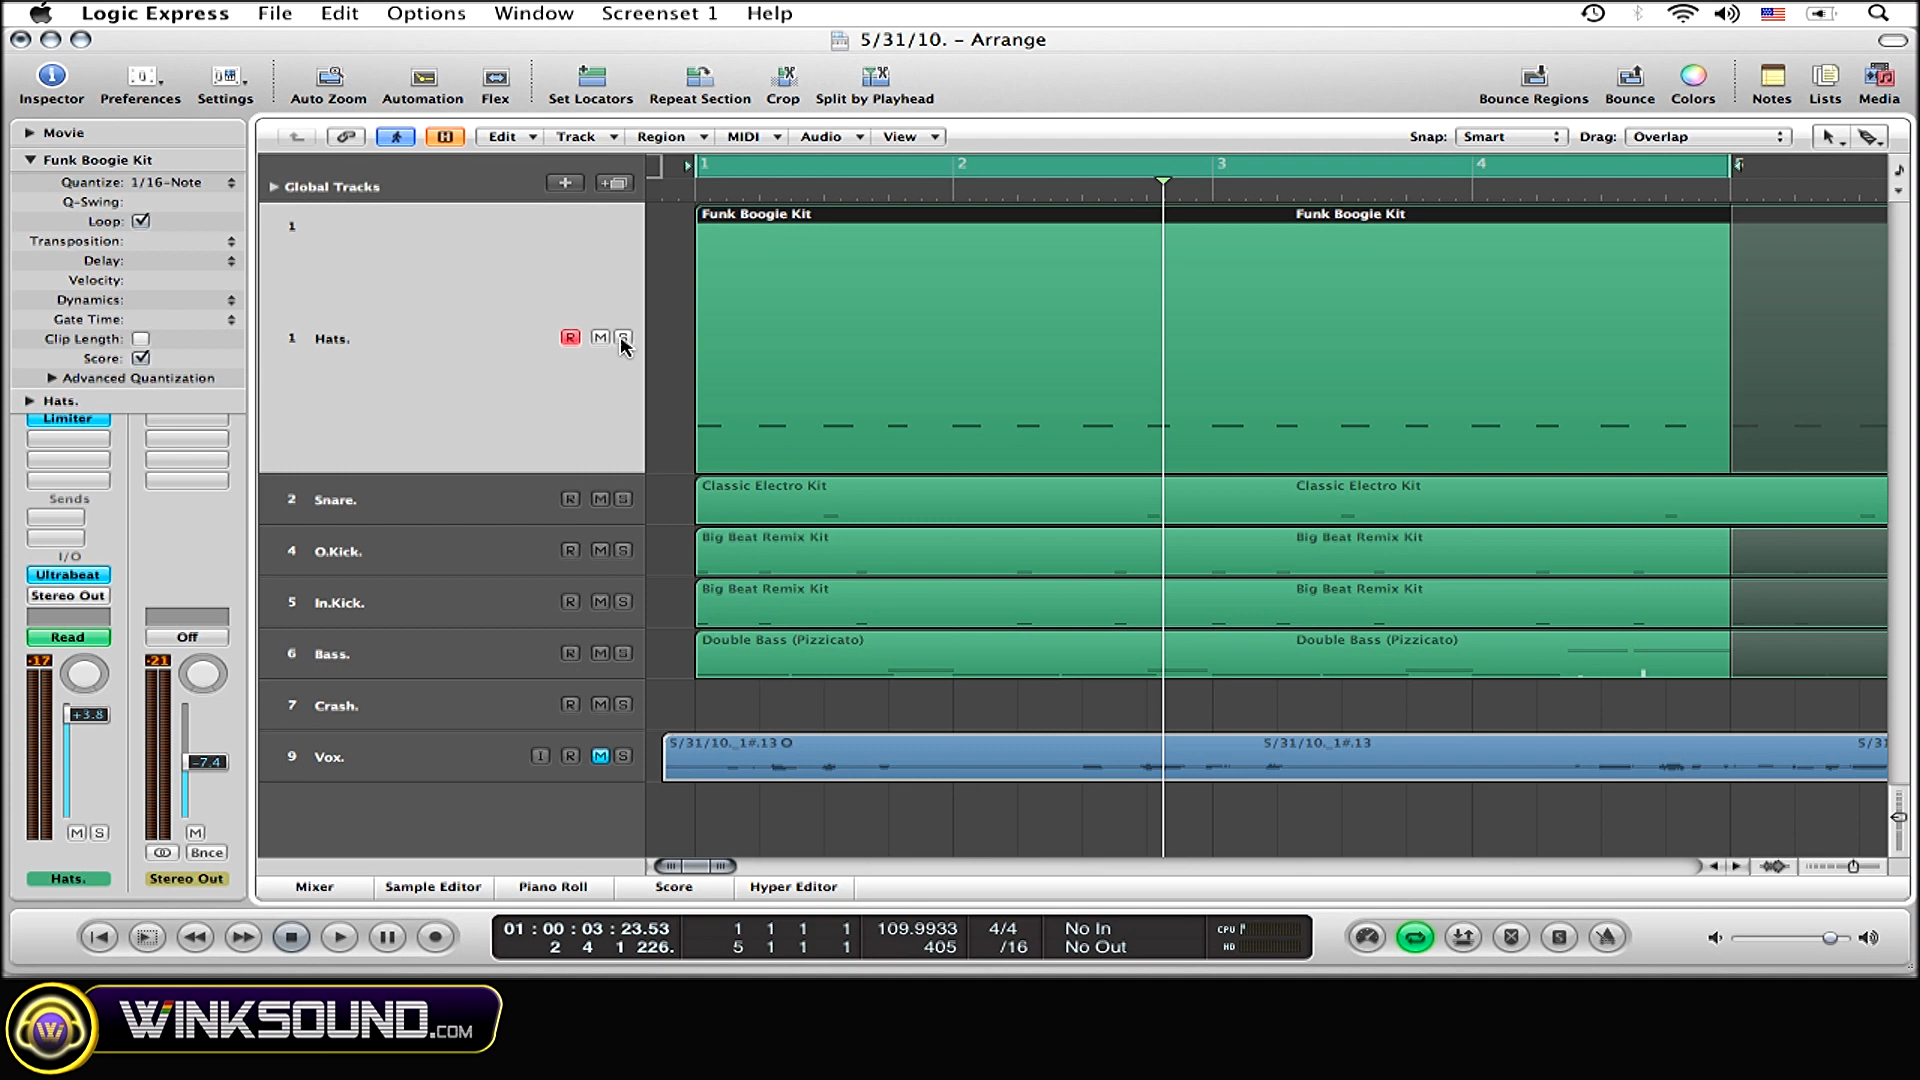 Logic Express File Edit Options Window Screenset 1 Help
5/31/10. - Arrange
Inspector Preferences Settings Auto Zoom Automation Flex Set Locators Repeat Section Crop Split by Playhead Bounce Regions Bounce Colors Notes Lists Media
Movie
Edit Track Region MIDI Audio View Snap: Smart Drag: Overlap
Funk Boogie Kit
Quantize: 1/16-Note
Q-Swing:
Loop:
Transposition:
Delay:
Velocity:
Dynamics:
Gate Time:
Clip Length:
Score:
Advanced Quantization
Hats.
Limiter
Sends
I/O
Ultrabeat
Stereo Out
Read Off
-17 -21
+3.8
-7.4
M S M
Bnce
Hats. Stereo Out
Global Tracks
1 2 3 4 5
1
Funk Boogie Kit Funk Boogie Kit
1 Hats. R M S
2 Snare. R M S Classic Electro Kit Classic Electro Kit
4 O.Kick. R M S Big Beat Remix Kit Big Beat Remix Kit
5 In.Kick. R M S Big Beat Remix Kit Big Beat Remix Kit
6 Bass. R M S Double Bass (Pizzicato) Double Bass (Pizzicato)
7 Crash. R M S
9 Vox. I R M S 5/31/10._1#.13 5/31/10._1#.13 5/31
Mixer Sample Editor Piano Roll Score Hyper Editor
01 : 00 : 03 : 23.53 1 1 1 1 109.9933 4/4 No In CPU
2 4 1 226. 5 1 1 1 405 /16 No Out HD
W WINKSOUND.COM